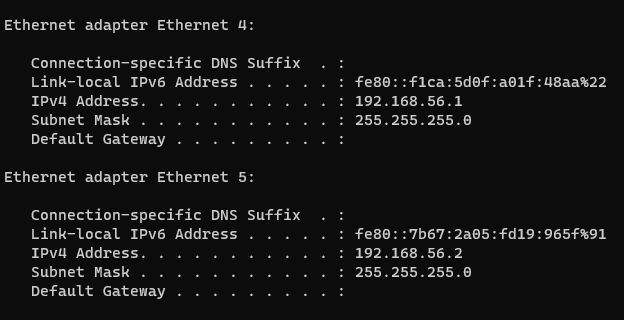 Ethernet adapter Ethernet 4:
Connection-specific DNS Suffix  . :
Link-local IPv6 Address . . . . . : fe80::f1ca:5d0f:a01f:48aa%22
IPv4 Address. . . . . . . . . . . : 192.168.56.1
Subnet Mask . . . . . . . . . . . : 255.255.255.0
Default Gateway . . . . . . . . . :
Ethernet adapter Ethernet 5:
Connection-specific DNS Suffix  . :
Link-local IPv6 Address . . . . . : fe80::7b67:2a05:fd19:965f%91
IPv4 Address. . . . . . . . . . . : 192.168.56.2
Subnet Mask . . . . . . . . . . . : 255.255.255.0
Default Gateway . . . . . . . . . :